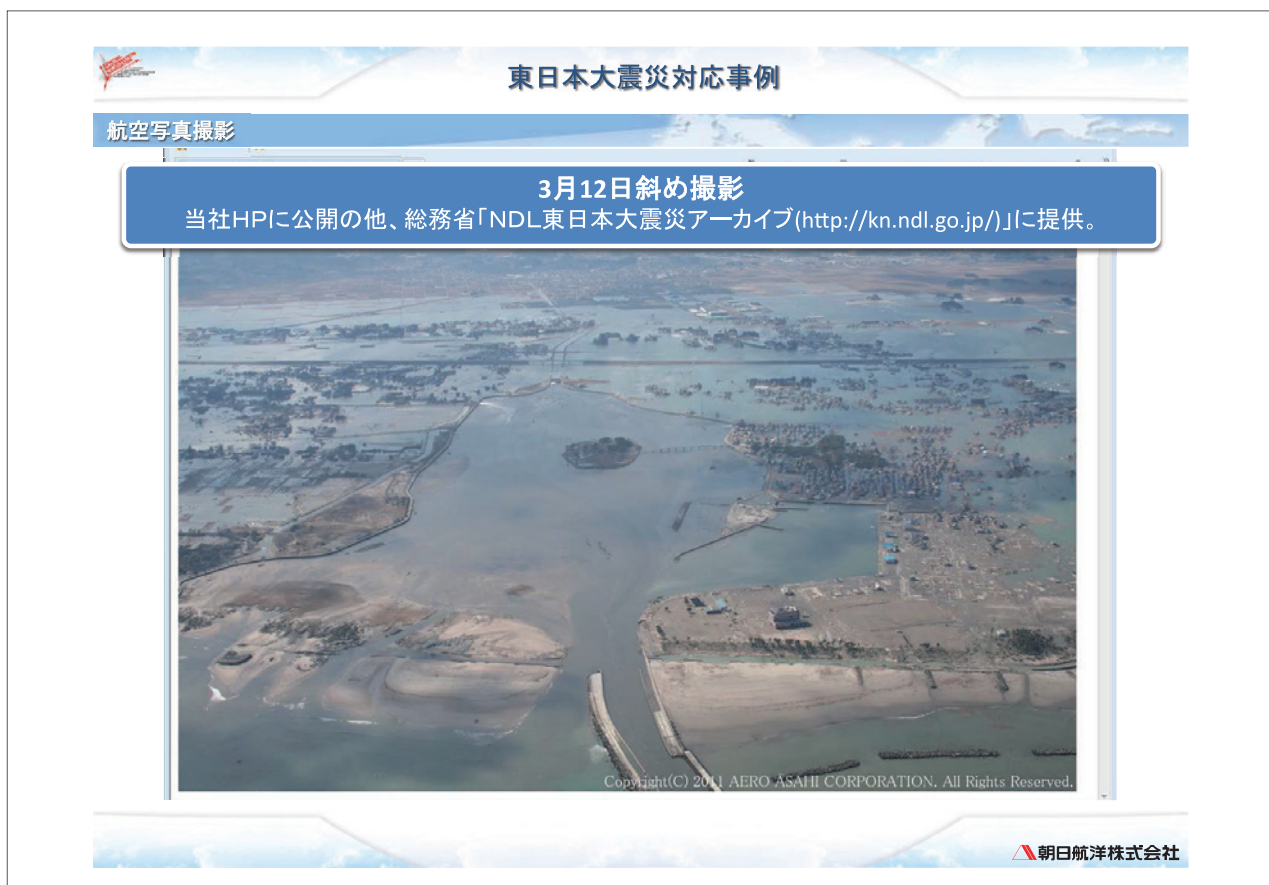 東日本大震災対応事例
航空写真撮影
3月12日斜め撮影
当社HPに公開の他、総務省「NDL東日本大震災アーカイブ(http://kn.ndl.go.jp/)」に提供。
Copyright(C) 2011 AERO ASAHI CORPORATION. All Rights Reserved.
朝日航洋株式会社